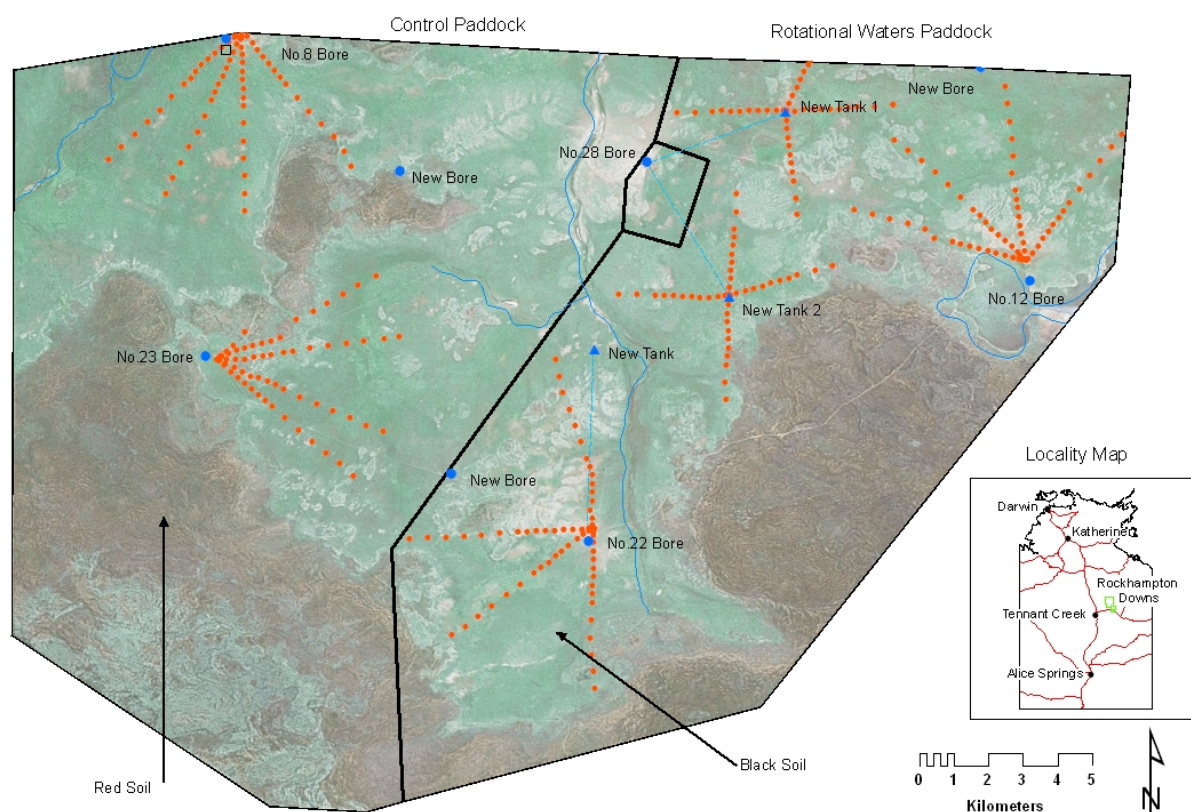 Control Paddock
Rotational Waters Paddock
No.8 Bore
New Bore
New Tank 1
No.28 Bore
New Bore
No.12 Bore
New Tank 2
No.23 Bore
New Tank
New Bore
No.22 Bore
Red Soil
Black Soil
Locality Map
Darwin
Katherine
Rockhampton
Downs
Tennant Creek
Alice Springs
0 1 2 3 4 5
Kilometers
N